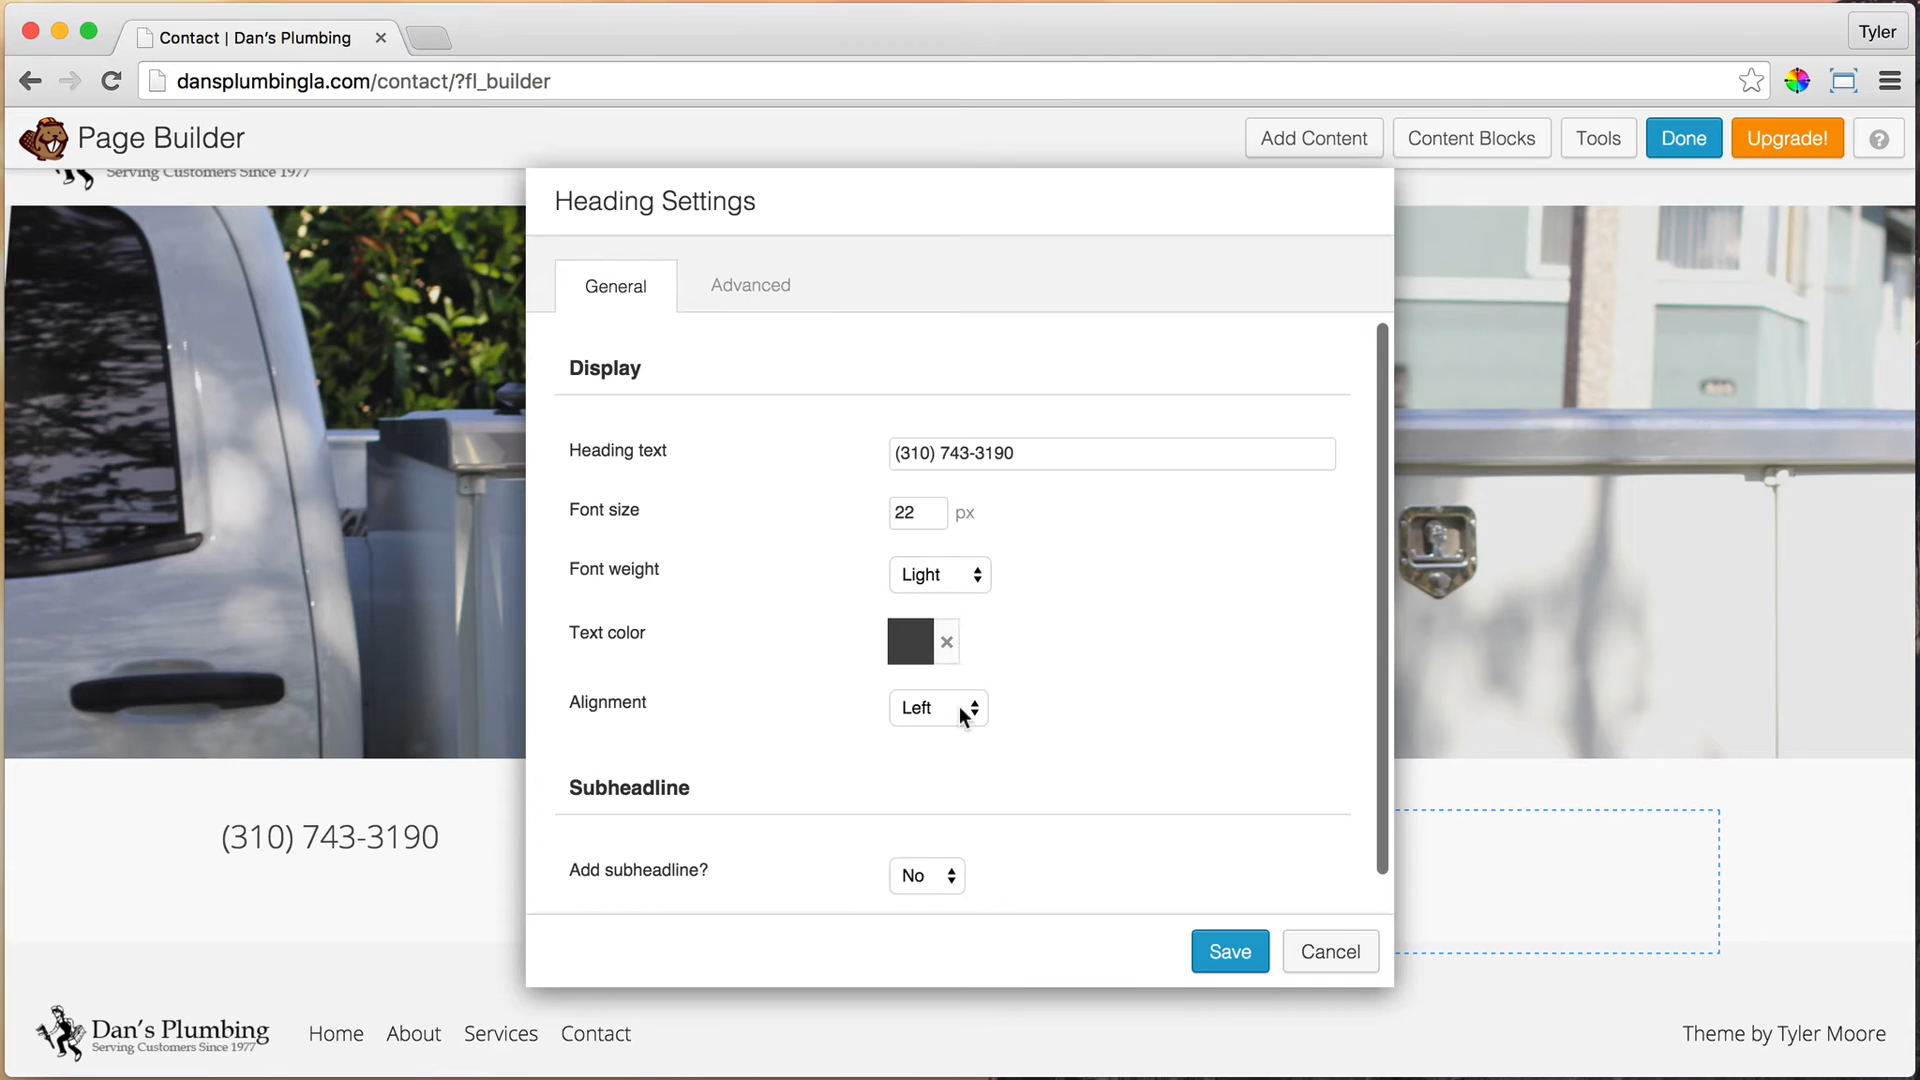 Contact | Dan's Plumbing
Tyler
dansplumbingla.com/contact/?fl_builder
Page Builder
Add Content
Content Blocks
Tools
Done
Upgrade!
?
Serving Customers Since 1977
Heading Settings
General
Advanced
Display
Heading text
(310) 743-3190
Font size
22 px
Font weight
Light
Text color
Alignment
Left
Subheadline
Add subheadline?
No
Save
Cancel
(310) 743-3190
Dan's Plumbing
Serving Customers Since 1977
Home
About
Services
Contact
Theme by Tyler Moore